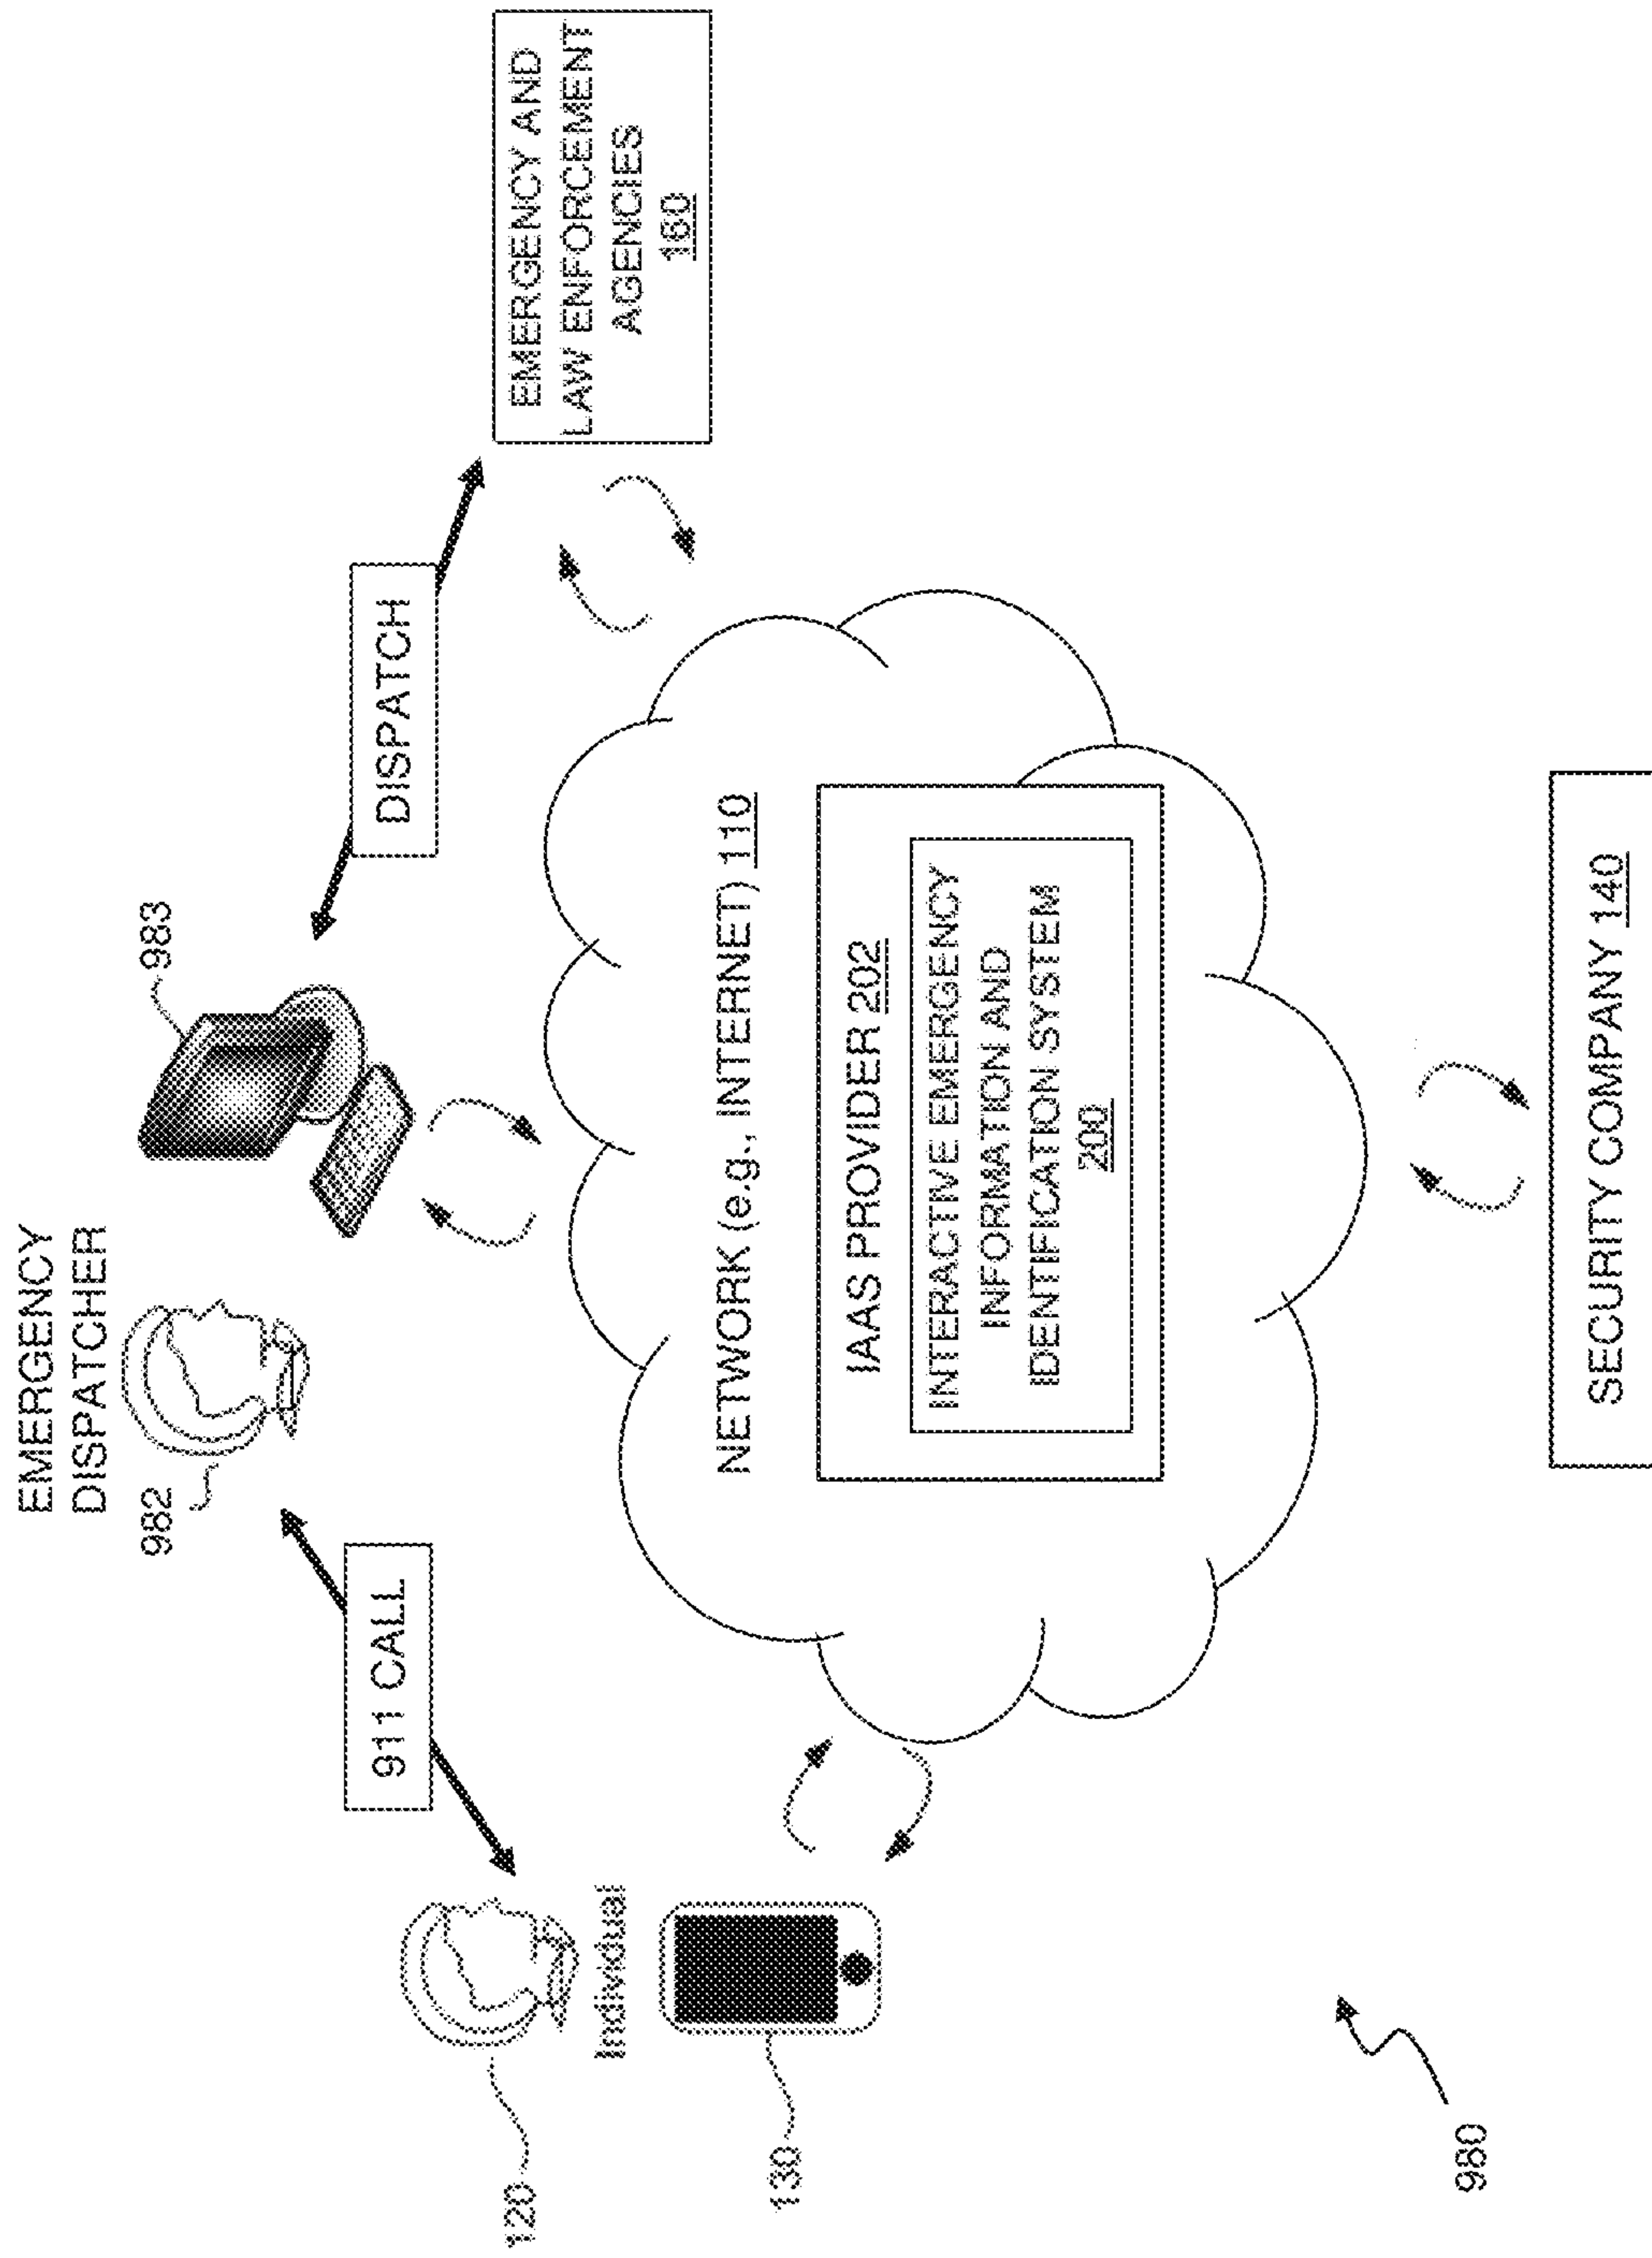 EMERGENCY
DISPATCHER
982
983
911 CALL
DISPATCH
120
Individual
130
EMERGENCY AND
LAW ENFORCEMENT
AGENCIES
160
NETWORK (e.g., INTERNET) 110
IAAS PROVIDER 202
INTERACTIVE EMERGENCY
INFORMATION AND
IDENTIFICATION SYSTEM
200
SECURITY COMPANY 140
980